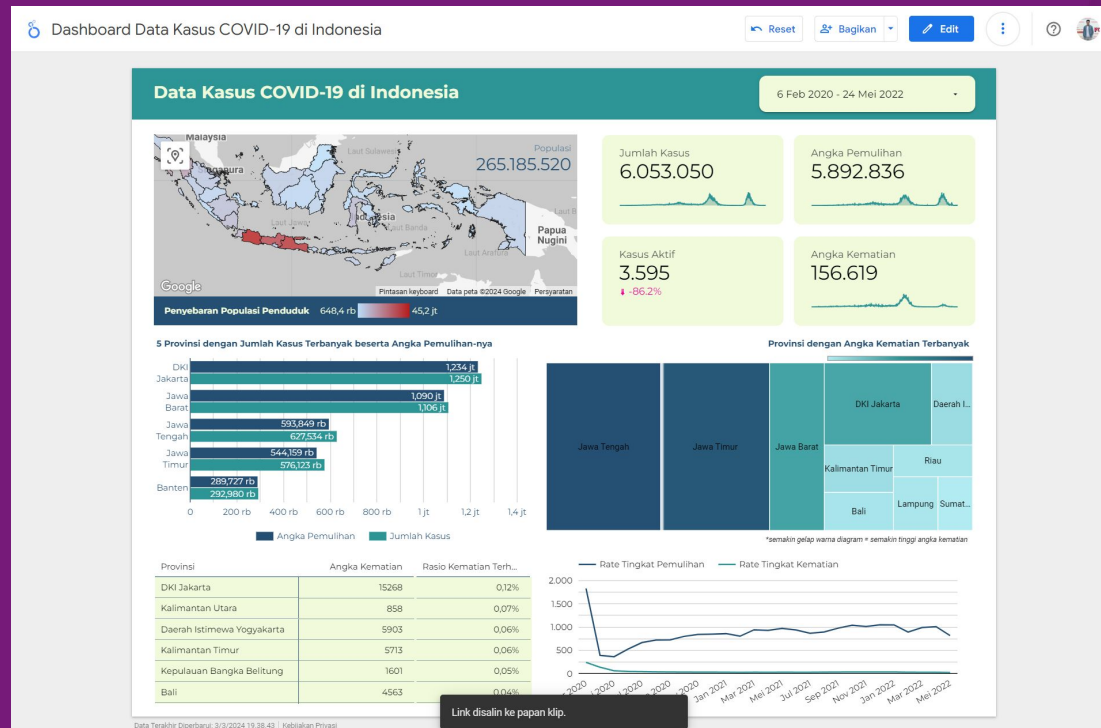 Dashboard Data Kasus COVID-19 di Indonesia
Reset
Bagikan
Edit
Data Kasus COVID-19 di Indonesia
6 Feb 2020 - 24 Mei 2022
Malaysia
Laut Sulawesi
Populasi
265.185.520
Laut Jawa
Laut Banda
Papua
Nugini
Laut Arafura
Laut Timor
Google
Pintasan keyboard
Data peta ©2024 Google
Persyaratan
Penyebaran Populasi Penduduk
648,4 rb
45,2 jt
Jumlah Kasus
6.053.050
Angka Pemulihan
5.892.836
Kasus Aktif
3.595
-86.2%
Angka Kematian
156.619
5 Provinsi dengan Jumlah Kasus Terbanyak beserta Angka Pemulihan-nya
DKI
Jakarta
1,234 jt
1,250 jt
Jawa
Barat
1,090 jt
1,106 jt
Jawa
Tengah
593,849 rb
627,534 rb
Jawa
Timur
544,159 rb
576,123 rb
Banten
289,727 rb
292,980 rb
0
200 rb
400 rb
600 rb
800 rb
1 jt
1,2 jt
1,4 jt
Angka Pemulihan
Jumlah Kasus
Provinsi dengan Angka Kematian Terbanyak
Jawa Tengah
Jawa Timur
Jawa Barat
DKI Jakarta
Daerah I...
Kalimantan Timur
Riau
Bali
Lampung
Sumat...
*semakin gelap warna diagram = semakin tinggi angka kematian
Provinsi
Angka Kematian
Rasio Kematian Terh...
DKI Jakarta
15268
0,12%
Kalimantan Utara
858
0,07%
Daerah Istimewa Yogyakarta
5903
0,06%
Kalimantan Timur
5713
0,06%
Kepulauan Bangka Belitung
1601
0,05%
Bali
4563
0,04%
Rate Tingkat Pemulihan
Rate Tingkat Kematian
2.000
1.500
1.000
500
0
Jan 2021
Mar 2021
Mei 2021
Jul 2021
Sep 2021
Nov 2021
Jan 2022
Mar 2022
Mei 2022
Link disalin ke papan klip.
Data Terakhir Diperbarui: 3/3/2024 19.38.43
Kebijakan Privasi